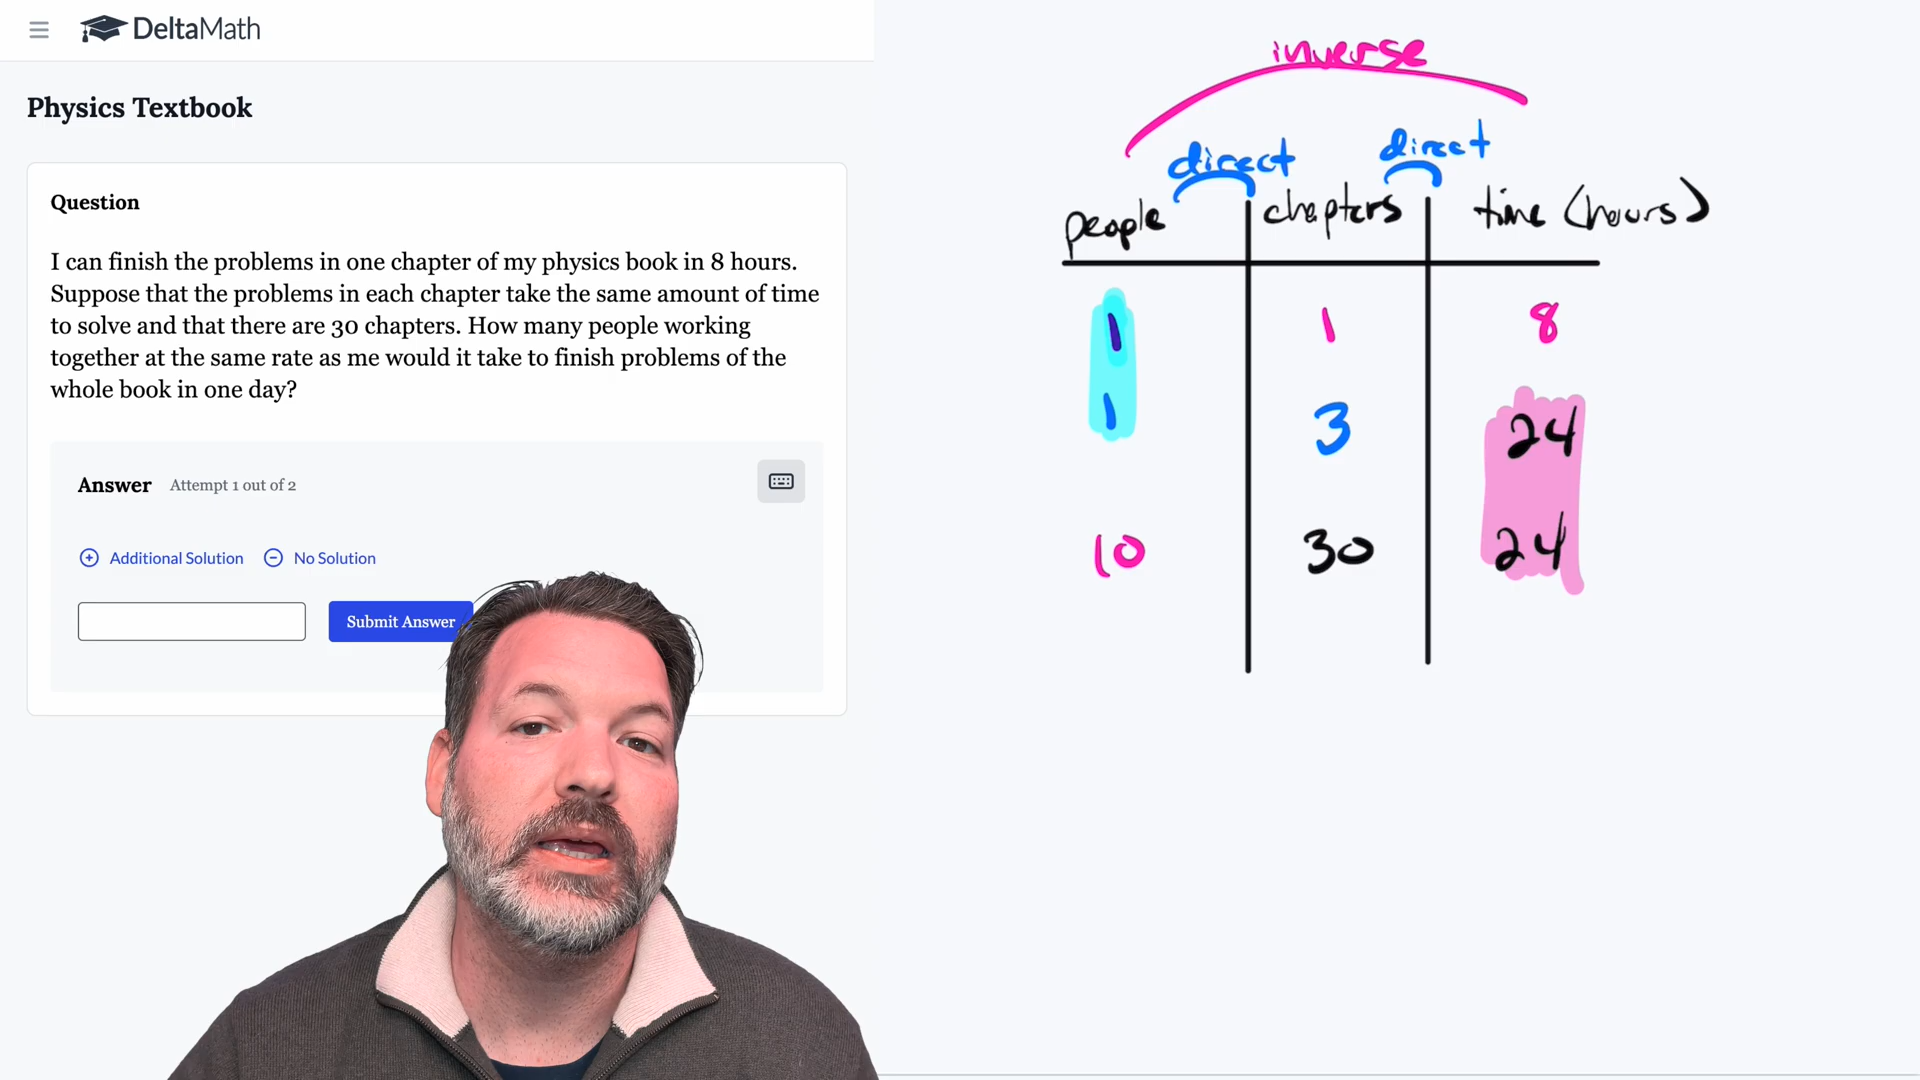 DeltaMath
Physics Textbook
Question
I can finish the problems in one chapter of my physics book in 8 hours.
Suppose that the problems in each chapter take the same amount of time
to solve and that there are 30 chapters. How many people working
together at the same rate as me would it take to finish problems of the
whole book in one day?
Answer Attempt 1 out of 2
Additional Solution No Solution
Submit Answer
inverse
direct direct
people chapters time (hours)
1 1 8
1 3 24
10 30 24